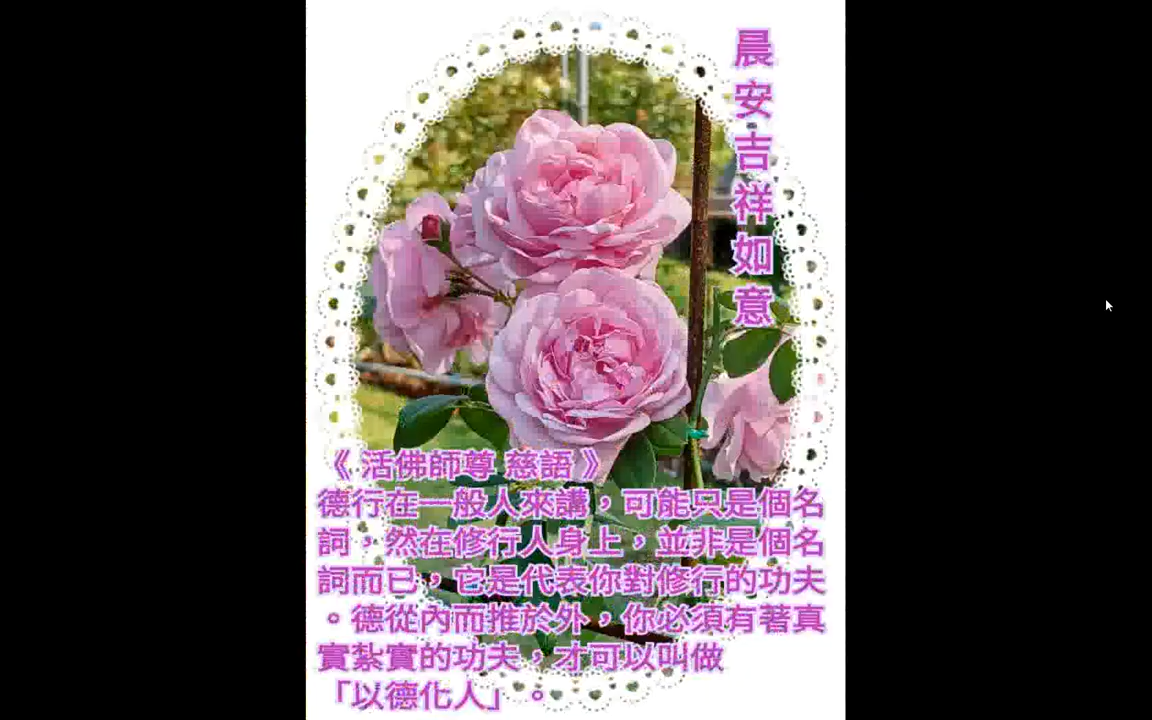 晨安吉祥如意
《 活佛師尊 慈語 》
德行在一般人來講，可能只是個名
詞，然在修行人身上，並非是個名
詞而已，它是代表你對修行的功夫
。德從內而推於外，你必須有著真
實紮實的功夫，才可以叫做
「以德化人」。